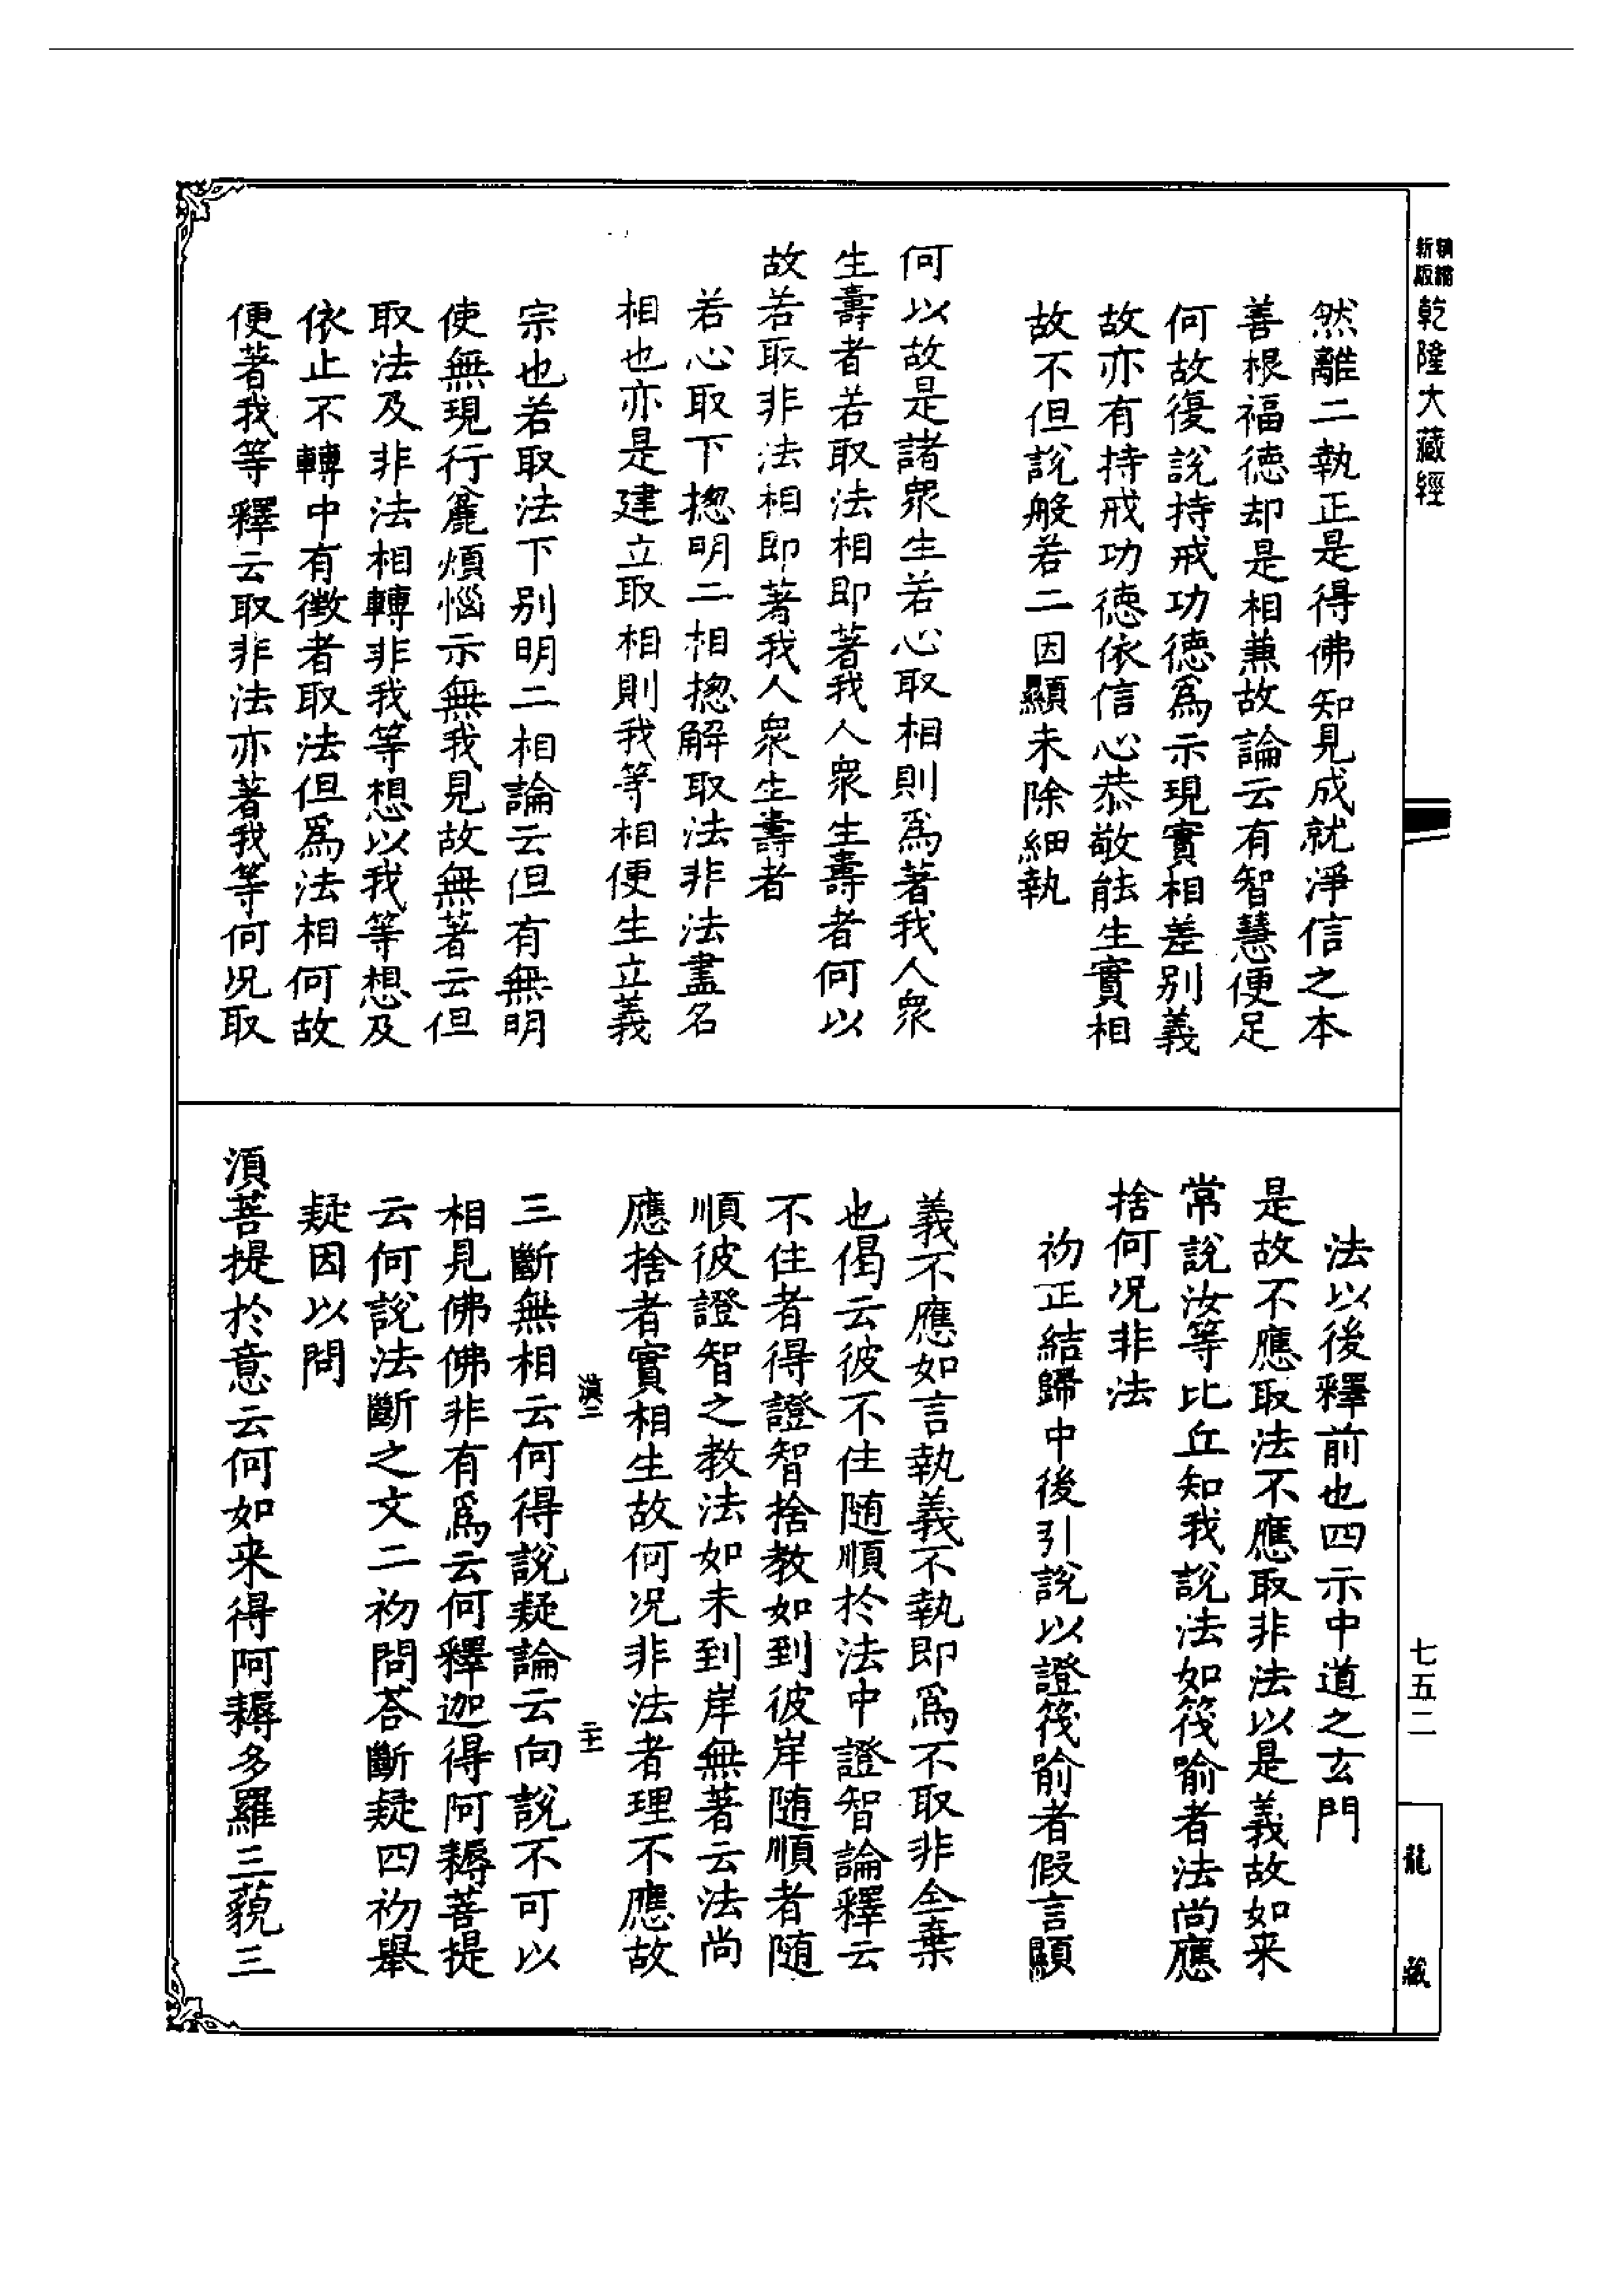 精縮
新版
乾隆大藏經
然離二執正是得佛知見成就淨信之本
善根福德却是相兼故論云有智慧便足
何故復說持戒功德爲示現實相差别義
故亦有持戒功德依信心恭敬能生實相
故不但說般若二因顯未除細執
何以故是諸衆生若心取相則爲著我人衆
生壽者若取法相即著我人衆生壽者何以
故若取非法相即著我人衆生壽者
若心取下揔明二相揔解取法非法盡名
相也亦是建立取相則我等相便生立義
宗也若取法下别明二相論云但有無明
使無現行麄煩惱示無我見故無著云但
取法及非法相轉非我等想以我等想及
依止不轉中有徴者取法但爲法相何故
便著我等釋云取非法亦著我等何况取
法以後釋前也四示中道之玄門
是故不應取法不應取非法以是義故如来
常說汝等比丘知我說法如筏喻者法尚應
捨何况非法
初正結歸中後引說以證筏喻者假言顯
義不應如言執義不執即爲不取非全棄
也偈云彼不住随順於法中證智論釋云
不住者得證智捨教如到彼岸随順者随
順彼證智之教法如未到岸無著云法尚
應捨者實相生故何况非法者理不應故
滇二
二十二
三斷無相云何得說疑論云向說不可以
相見佛佛非有爲云何釋迦得阿耨菩提
云何說法斷之文二初問荅斷疑四初舉
疑因以問
湏菩提於意云何如来得阿耨多羅三藐三
七五二
龍藏